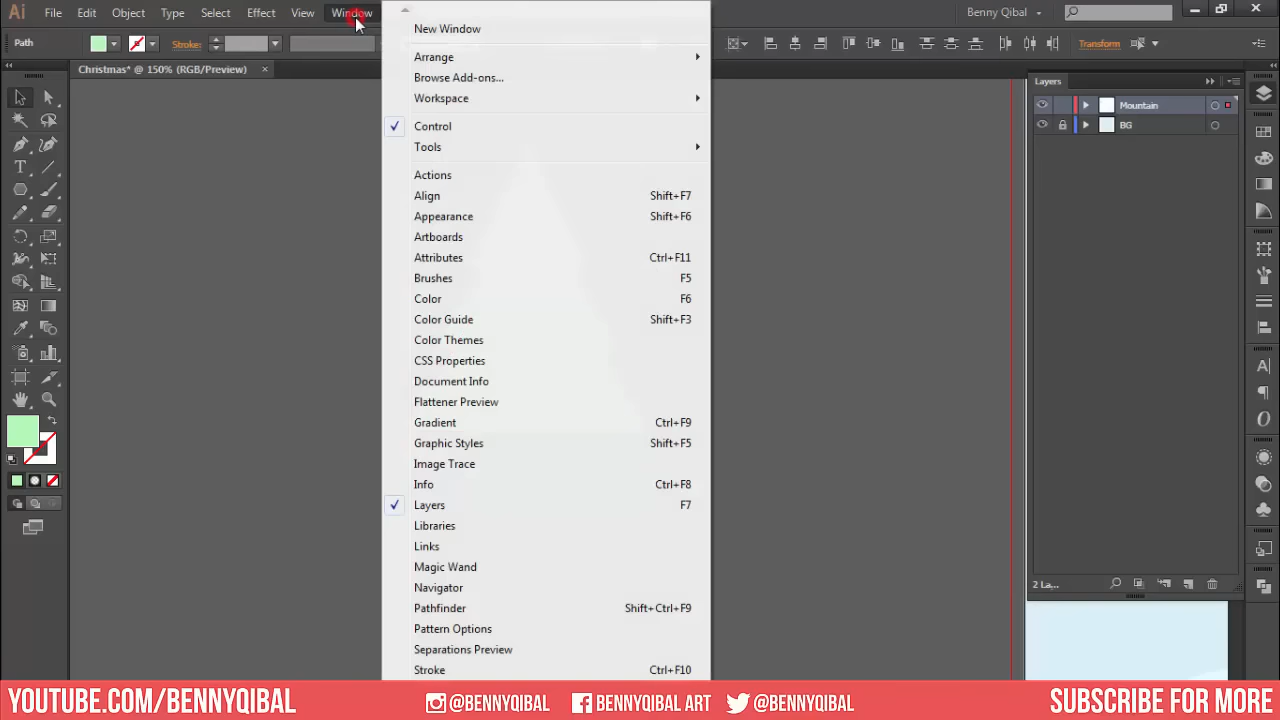 Ai File Edit Object Type Select Effect View Window
Benny Qibal
Path
Stroke:
Transform
Christmas* @ 150% (RGB/Preview) ×
New Window
Arrange
Browse Add-ons...
Workspace
Control
Tools
Actions
Align Shift+F7
Appearance Shift+F6
Artboards
Attributes Ctrl+F11
Brushes F5
Color F6
Color Guide Shift+F3
Color Themes
CSS Properties
Document Info
Flattener Preview
Gradient Ctrl+F9
Graphic Styles Shift+F5
Image Trace
Info Ctrl+F8
Layers F7
Libraries
Links
Magic Wand
Navigator
Pathfinder Shift+Ctrl+F9
Pattern Options
Separations Preview
Stroke Ctrl+F10
Layers
Mountain
BG
2 La...
YOUTUBE.COM/BENNYQIBAL @BENNYQIBAL BENNYQIBAL ART @BENNYQIBAL SUBSCRIBE FOR MORE